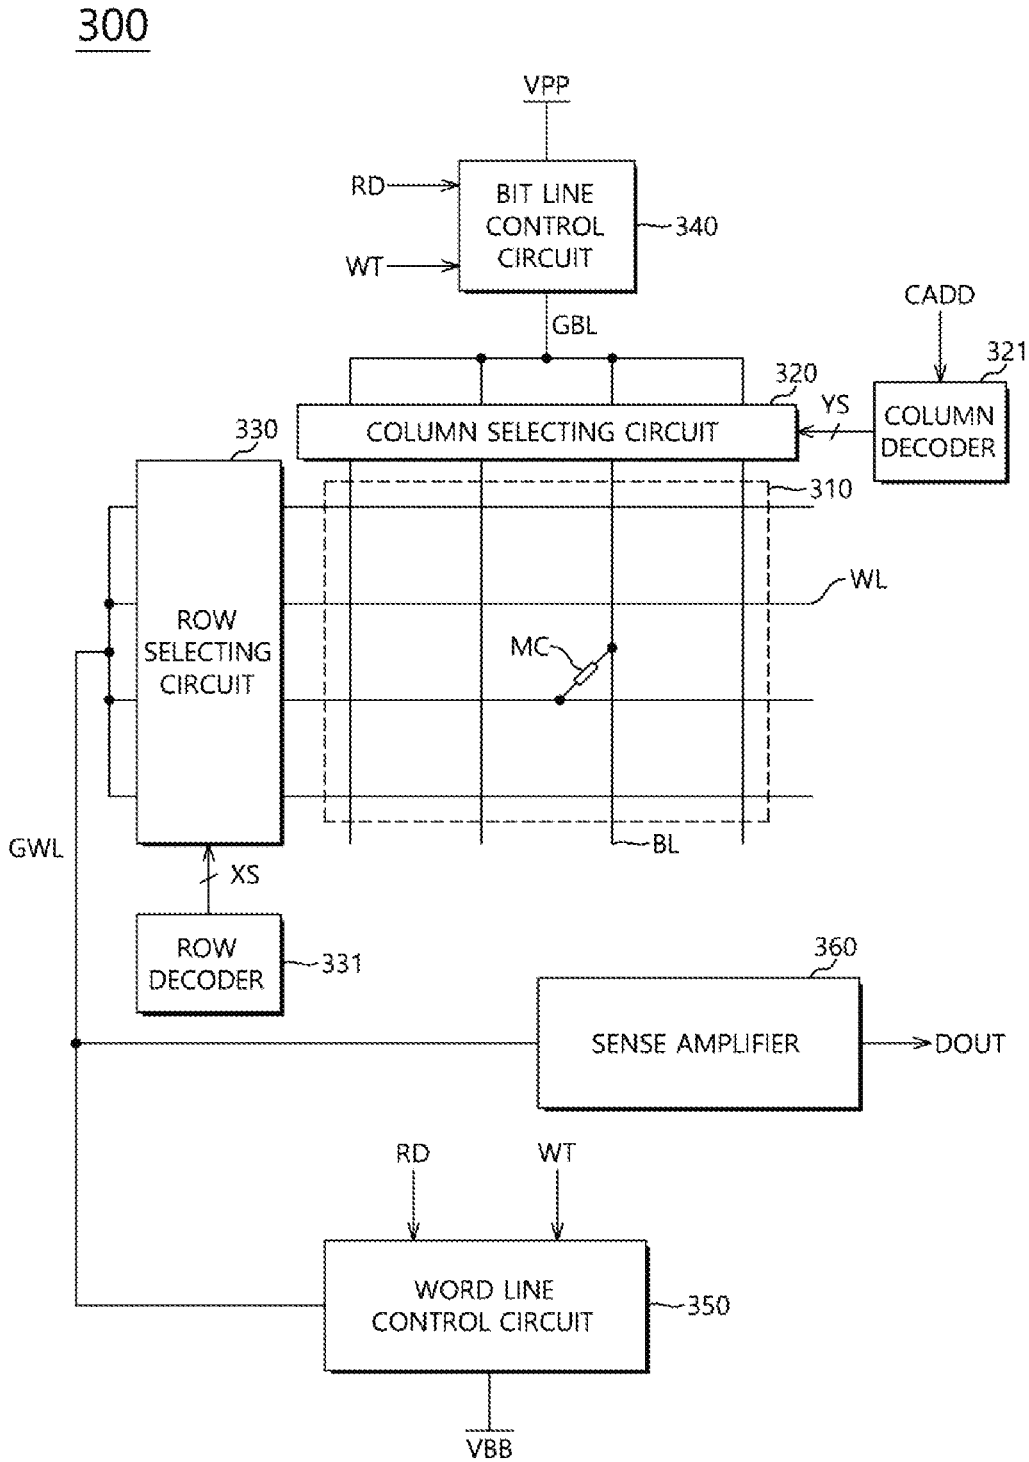 300
VPP
RD
BIT LINE
CONTROL
CIRCUIT
340
WT
CADD
GBL
321
320
YS
COLUMN
DECODER
COLUMN SELECTING CIRCUIT
330
310
WL
ROW
SELECTING
CIRCUIT
MC
GWL
BL
XS
ROW
DECODER
331
360
SENSE AMPLIFIER
DOUT
RD
WT
WORD LINE
CONTROL CIRCUIT
350
VBB